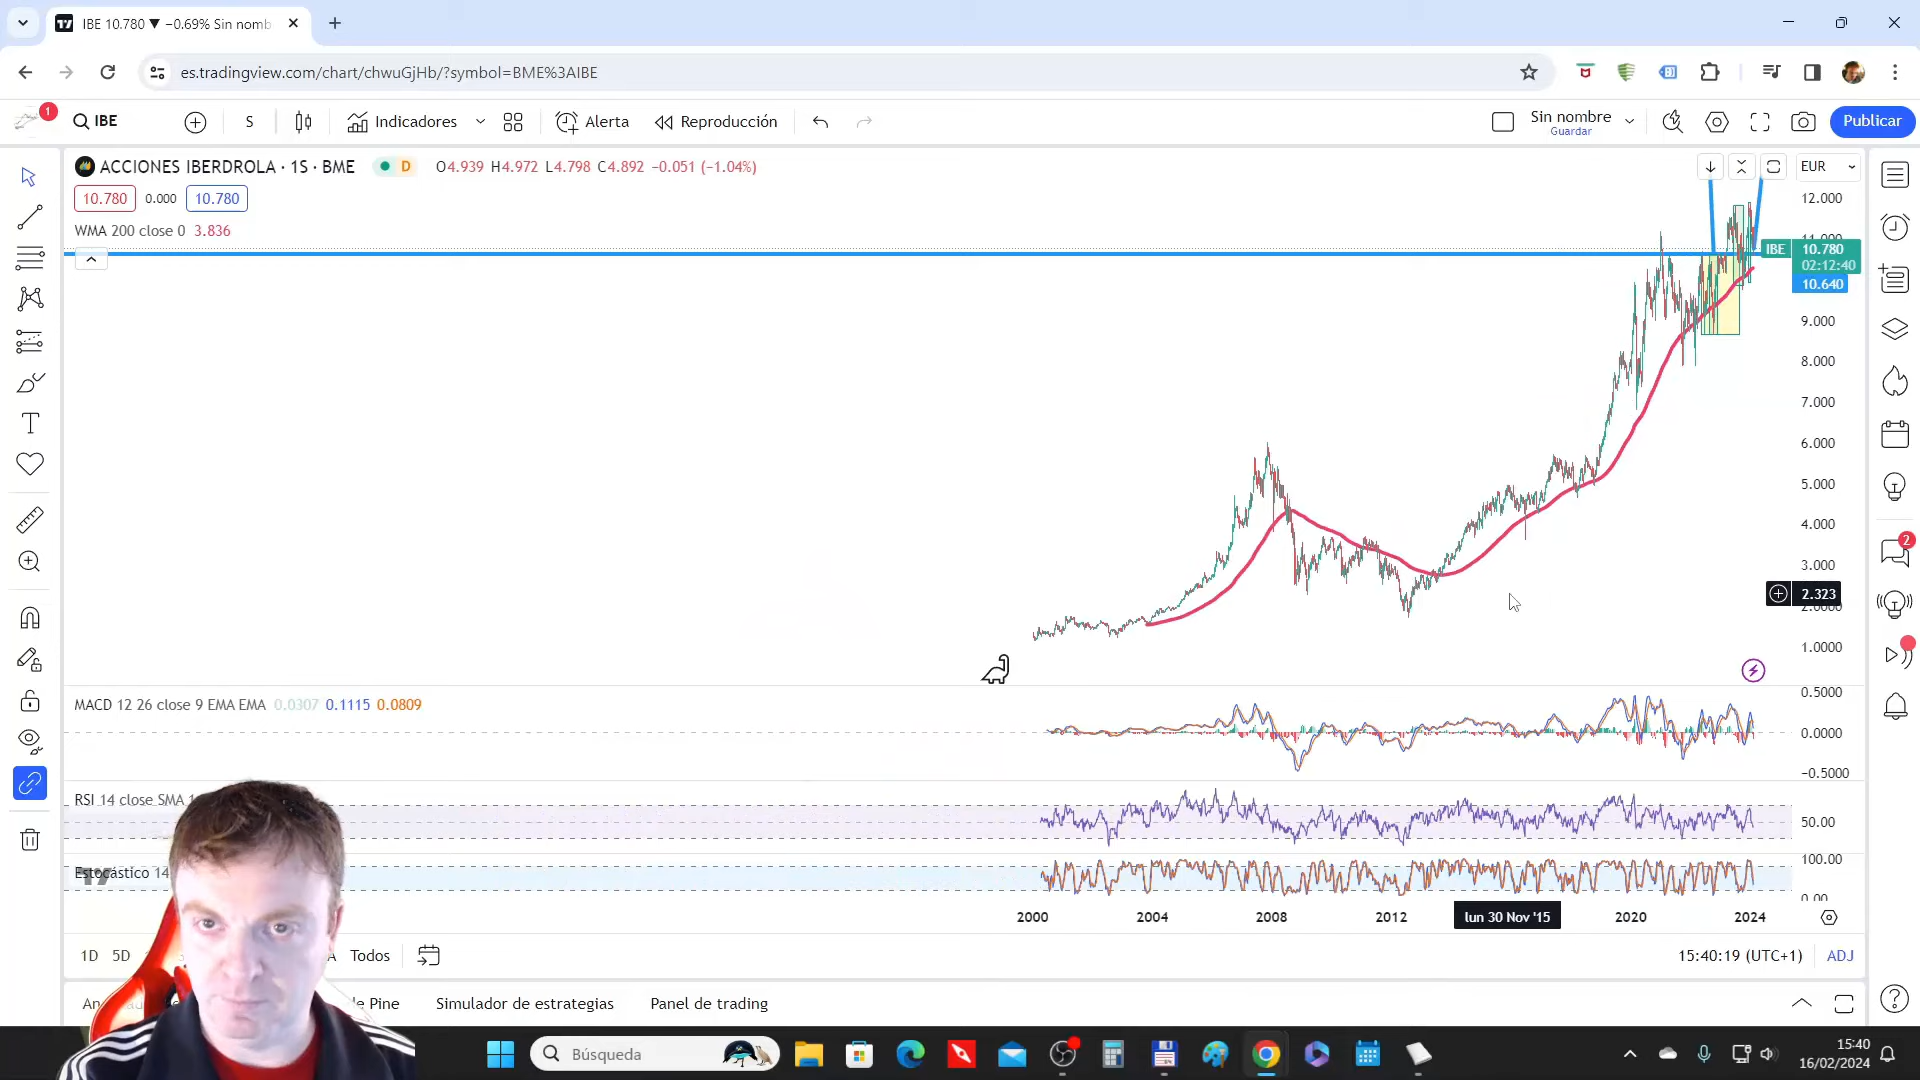 IBE 10.780 ▼ −0.69% Sin nomb
es.tradingview.com/chart/chwuGjHb/?symbol=BME%3AIBE
1
IBE
S
Indicadores
Alerta
Reproducción
Sin nombre
Guardar
Publicar
ACCIONES IBERDROLA · 1S · BME
D
O4.939 H4.972 L4.798 C4.892 −0.051 (−1.04%)
EUR
10.780 0.000 10.780
WMA 200 close 0 3.836
12.000
IBE 10.780
02:12:40
10.640
9.000
8.000
7.000
6.000
5.000
4.000
3.000
2.323
1.0000
2
MACD 12 26 close 9 EMA EMA 0.0307 0.1115 0.0809
0.5000
0.0000
−0.5000
RSI 14 close SMA
50.00
Estocástico 14
100.00
0.00
2000 2004 2008 2012 lun 30 Nov '15 2020 2024
1D 5D Todos
15:40:19 (UTC+1) ADJ
Pine Simulador de estrategias Panel de trading
Búsqueda
15:40
16/02/2024